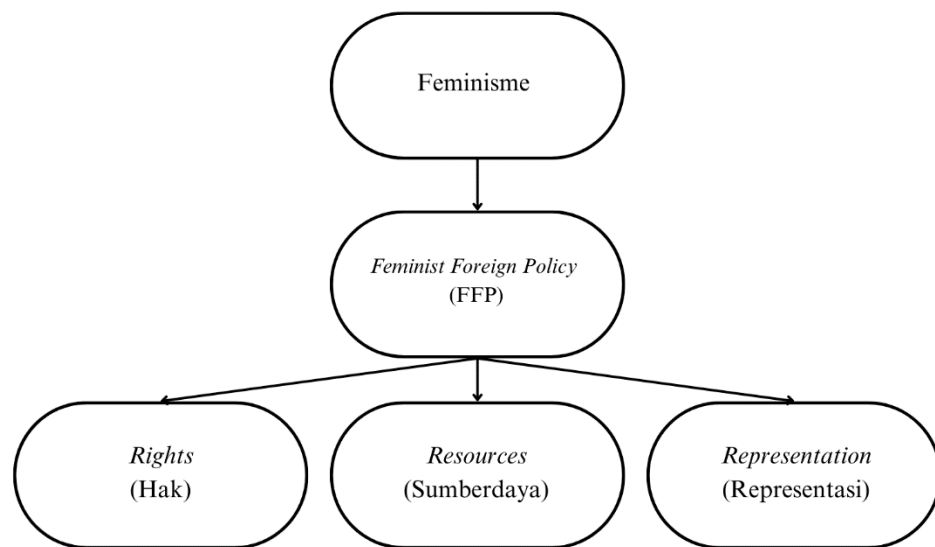 Feminisme
Feminist Foreign Policy
(FFP)
Rights
(Hak)
Resources
(Sumberdaya)
Representation
(Representasi)